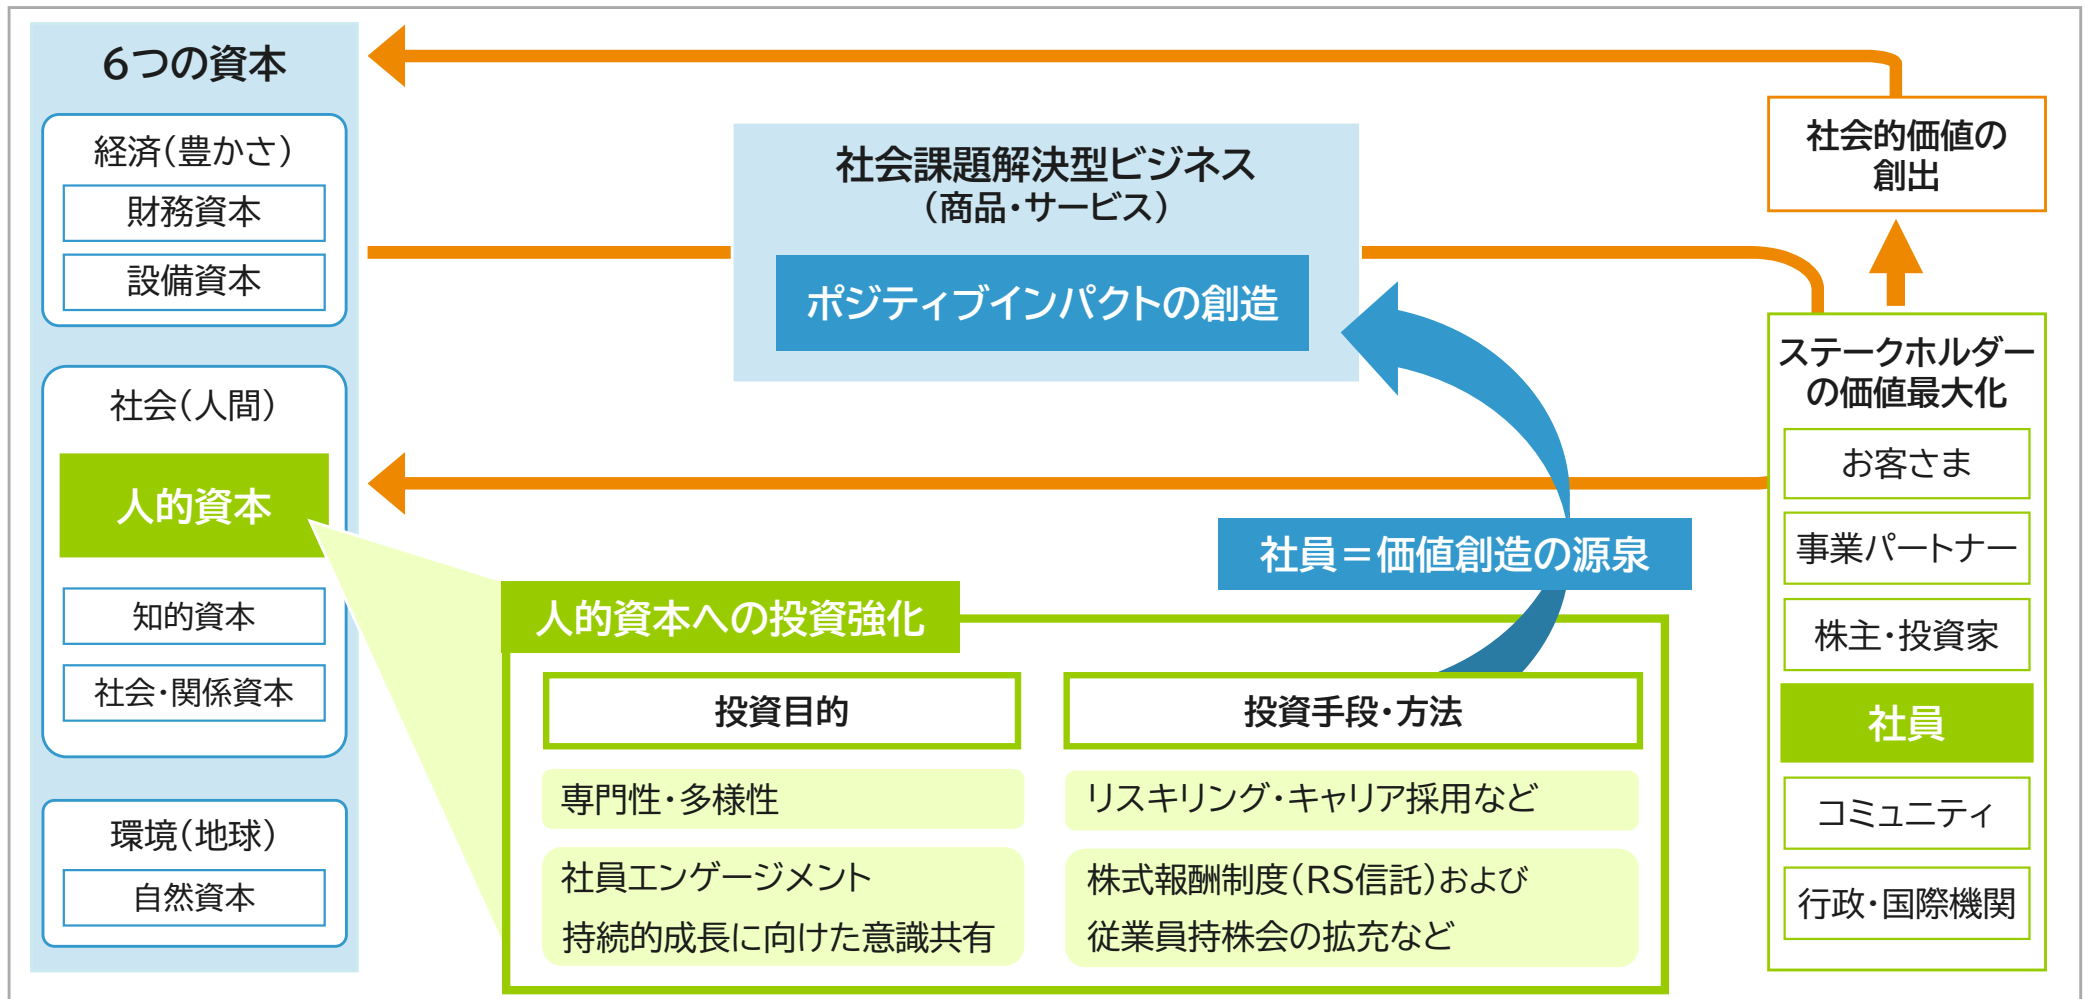 6つの資本
経済(豊かさ)
財務資本
設備資本
社会(人間)
人的資本
知的資本
社会・関係資本
環境(地球)
自然資本
社会課題解決型ビジネス
(商品・サービス)
ポジティブインパクトの創造
社員＝価値創造の源泉
人的資本への投資強化
投資目的
専門性・多様性
社員エンゲージメント
持続的成長に向けた意識共有
投資手段・方法
リスキリング・キャリア採用など
株式報酬制度(RS信託)および
従業員持株会の拡充など
社会的価値の
創出
ステークホルダー
の価値最大化
お客さま
事業パートナー
株主・投資家
社員
コミュニティ
行政・国際機関